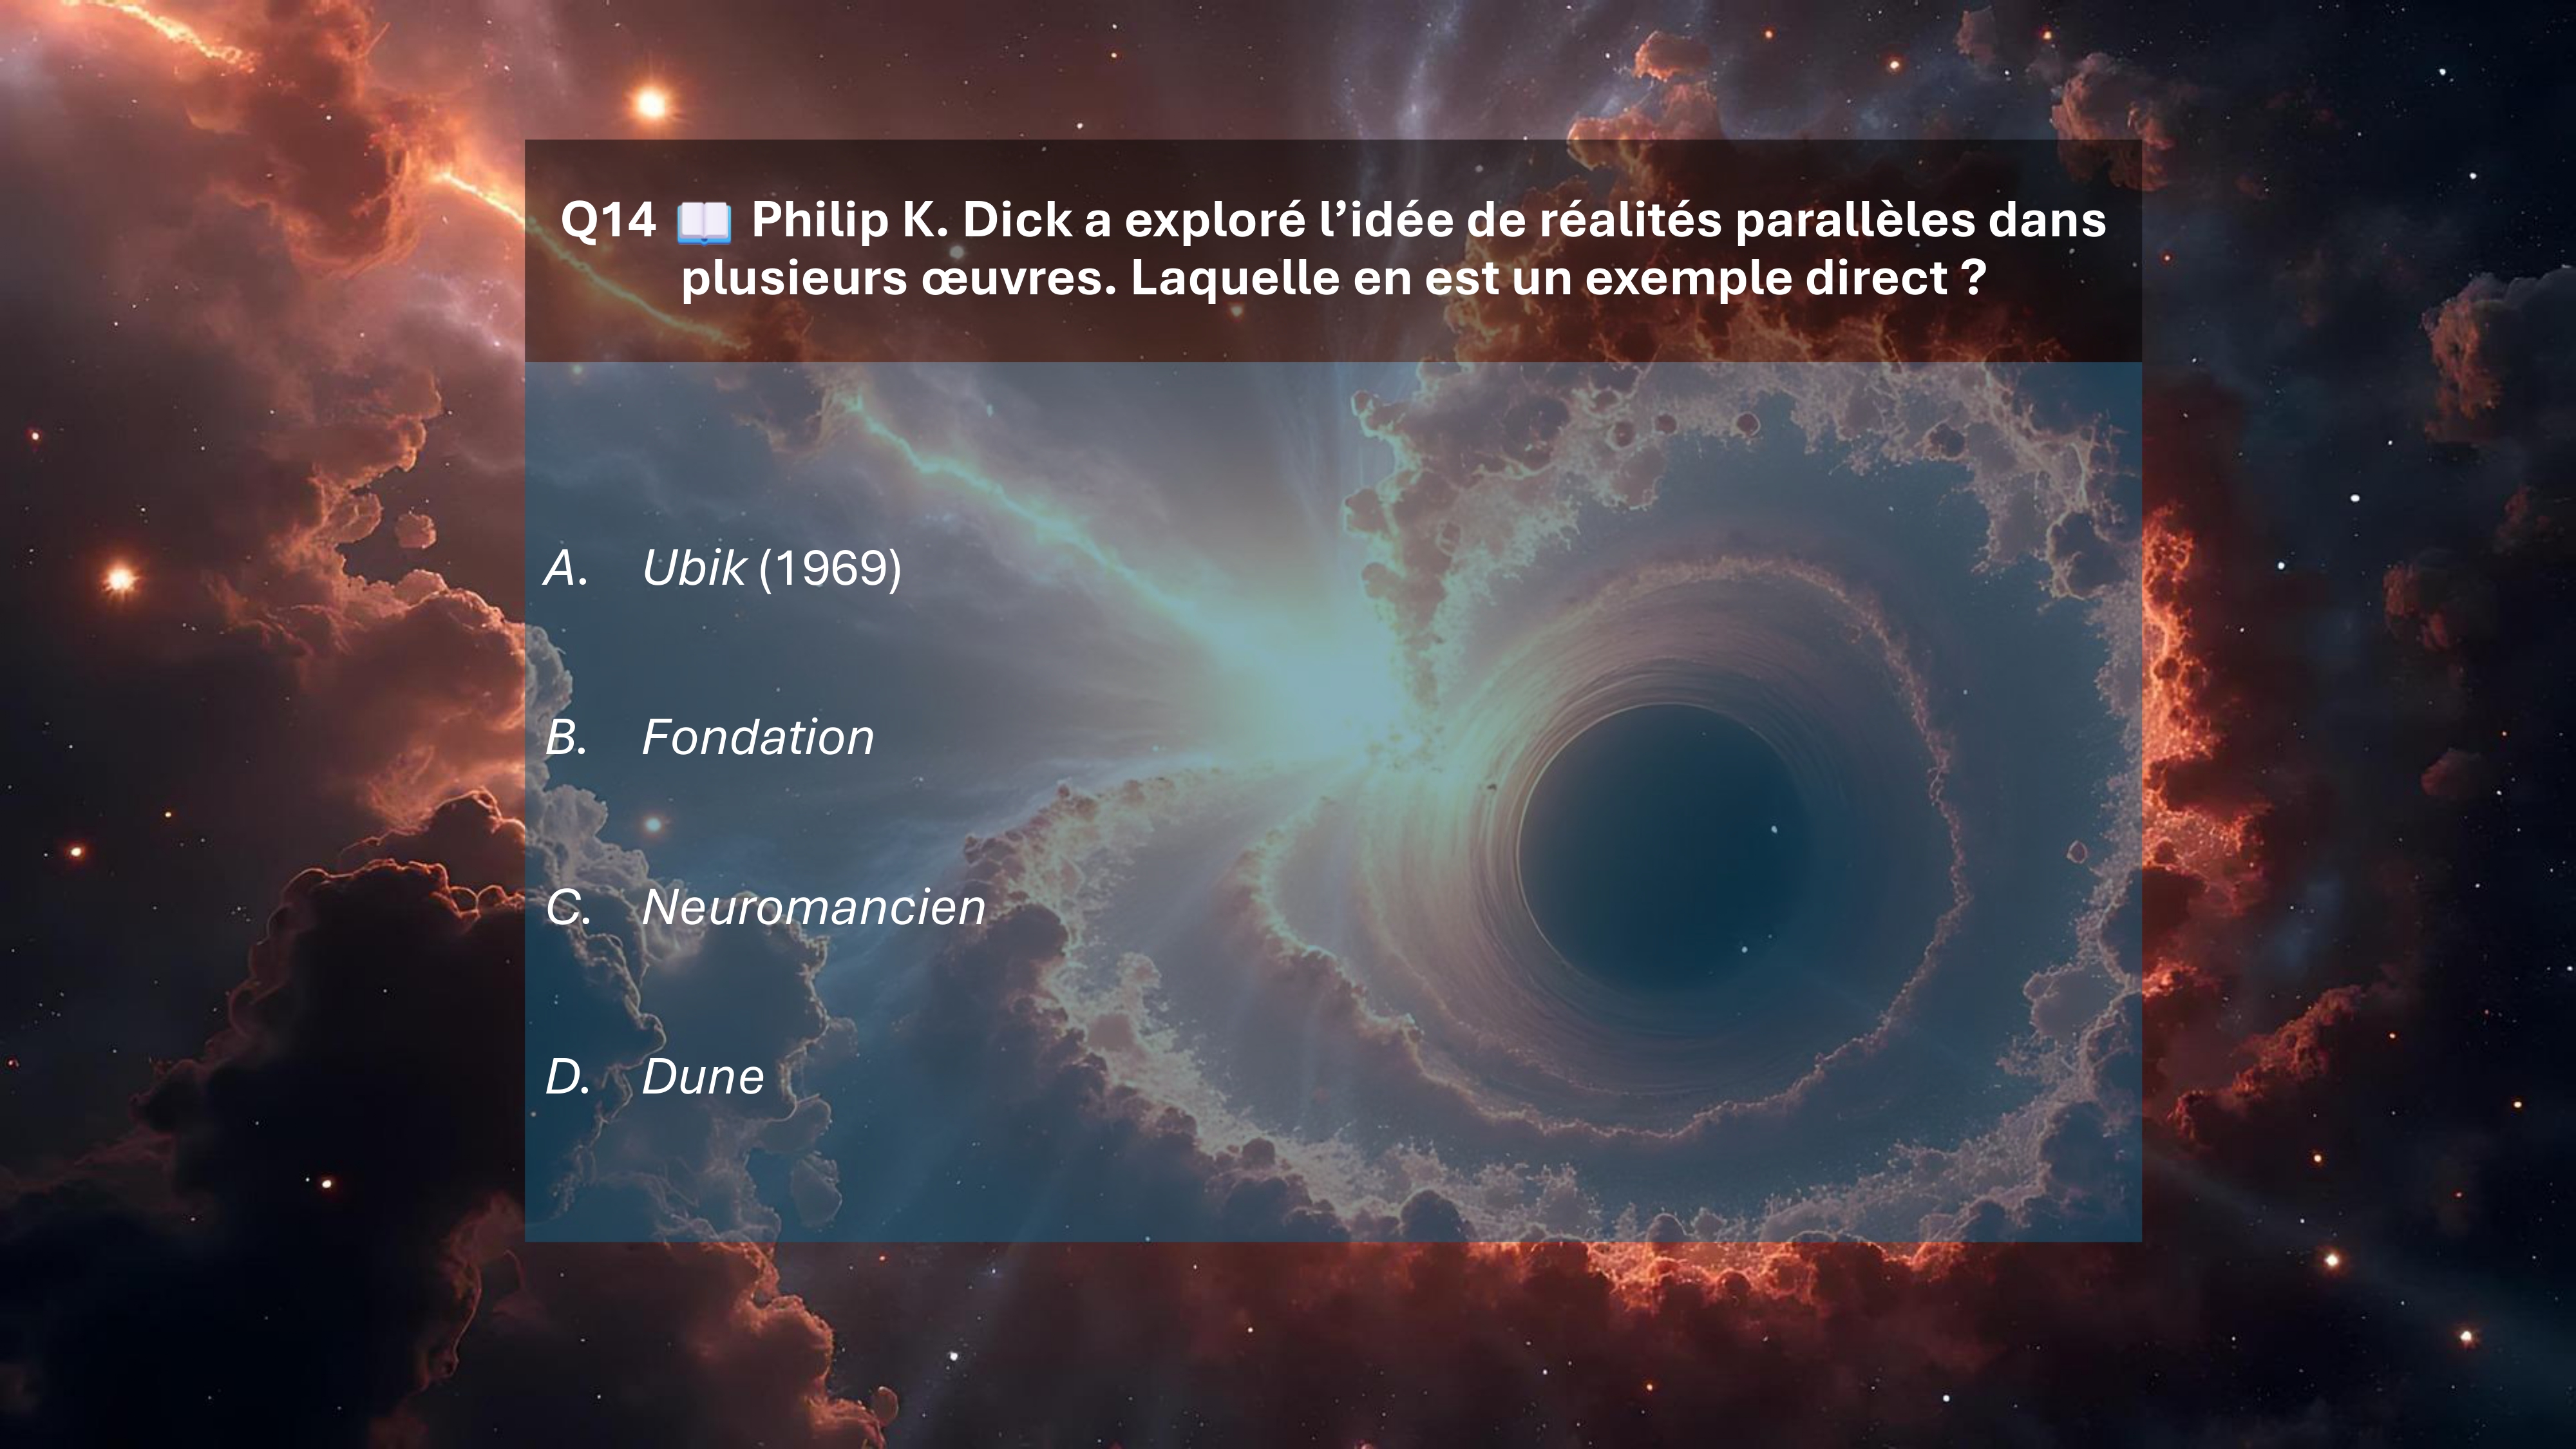 Q14 📖 Philip K. Dick a exploré l’idée de réalités parallèles dans
plusieurs œuvres. Laquelle en est un exemple direct ?
A. Ubik (1969)
B. Fondation
C. Neuromancien
D. Dune